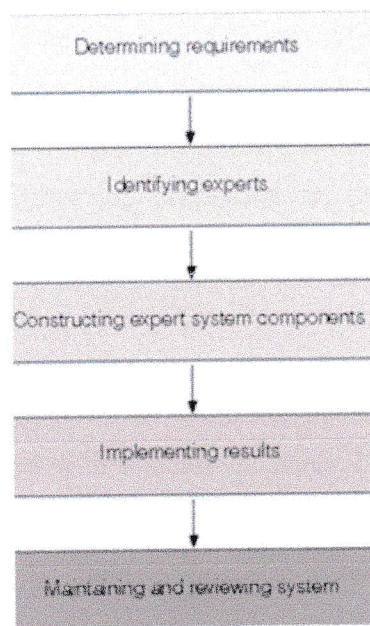 Determining requirements
Identifying experts
Constructing expert system components
Implementing results
Maintaining and reviewing system